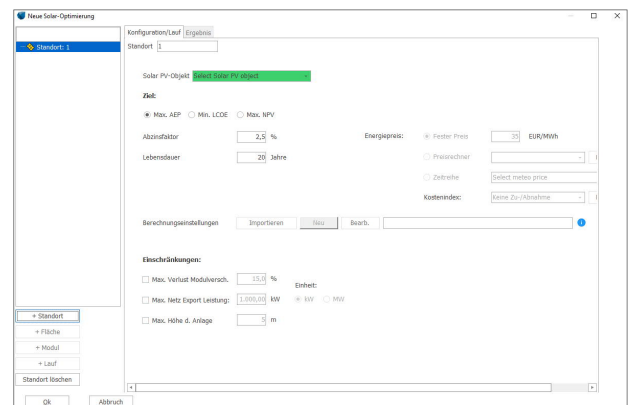 Neue Solar-Optimierung
Konfiguration/Lauf Ergebnis
Standort: 1
Standort 1
Solar PV-Objekt Select Solar PV object
Ziel:
Max. AEP Min. LCOE Max. NPV
Abzinsfaktor 2,5 % Energiepreis: Fester Preis 35 EUR/MWh
Lebensdauer 20 Jahre Preisrechner
Zeitreihe Select meteo price
Kostenindex: Keine Zu-/Abnahme
Berechnungseinstellungen Importieren Neu Bearb.
Einschränkungen:
Max. Verlust Modulversch. 15,0 %
Einheit:
Max. Netz Export Leistung: 1.000,00 kW kW MW
Max. Höhe d. Anlage 5 m
+ Standort
+ Fläche
+ Modul
+ Lauf
Standort löschen
Ok Abbruch